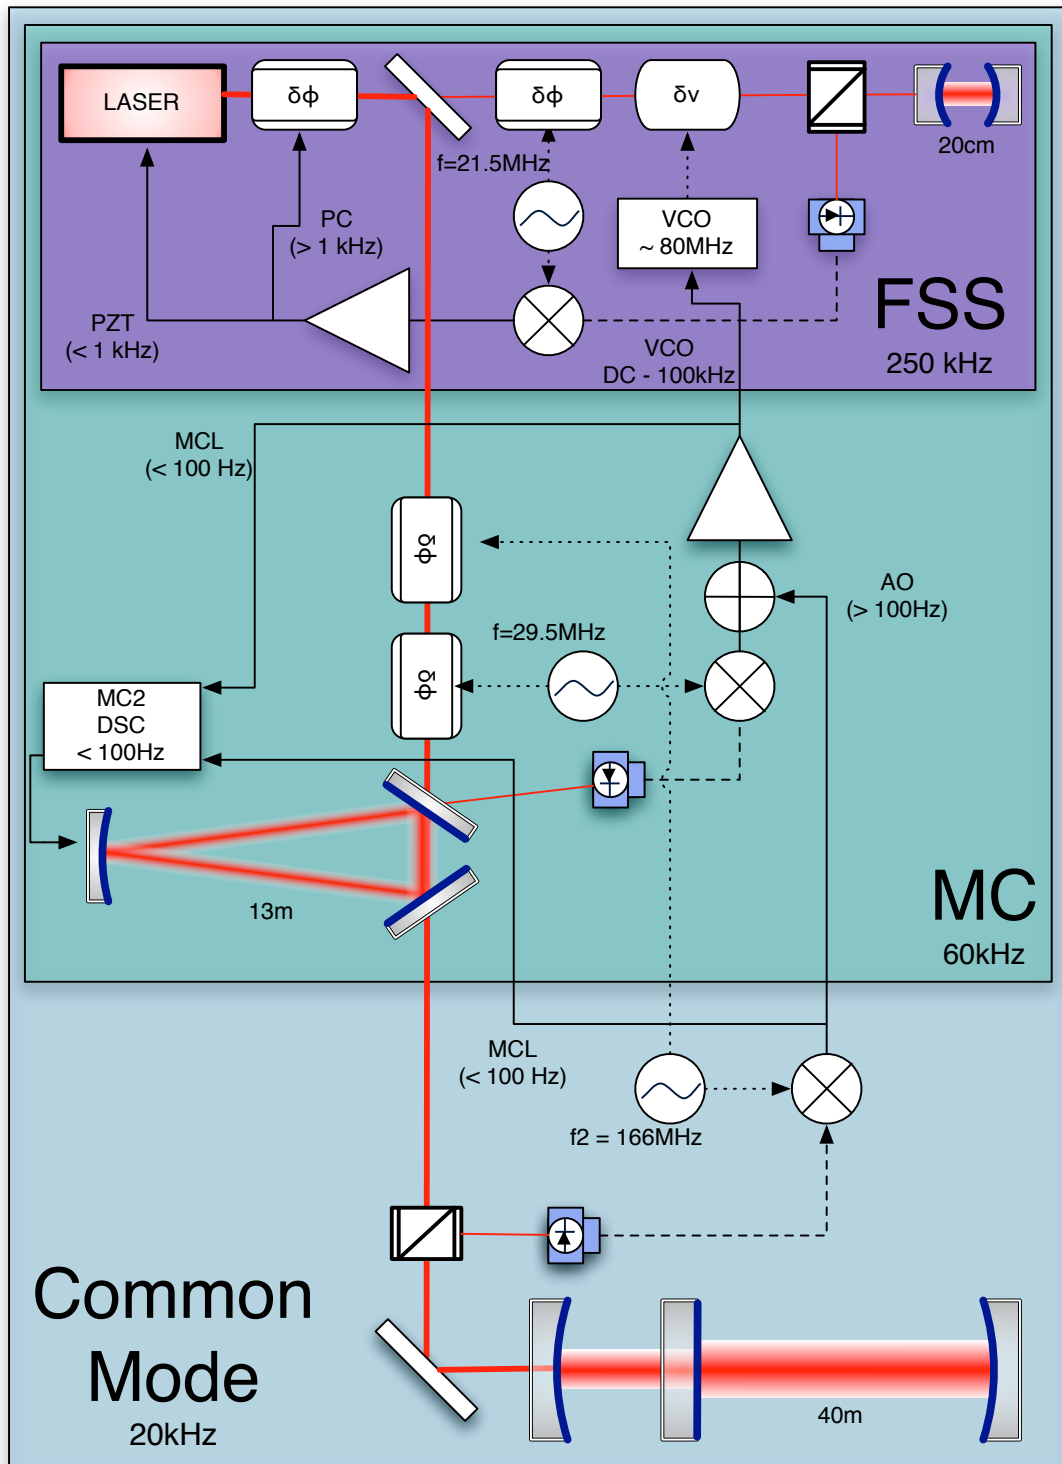 LASER
δϕ
δϕ
δν
20cm
f=21.5MHz
PC
(> 1 kHz)
VCO
~ 80MHz
FSS
250 kHz
PZT
(< 1 kHz)
VCO
DC - 100kHz
MCL
(< 100 Hz)
δϕ
AO
(> 100Hz)
f=29.5MHz
δϕ
MC2
DSC
< 100Hz
13m
MC
60kHz
MCL
(< 100 Hz)
f2 = 166MHz
Common
Mode
20kHz
40m